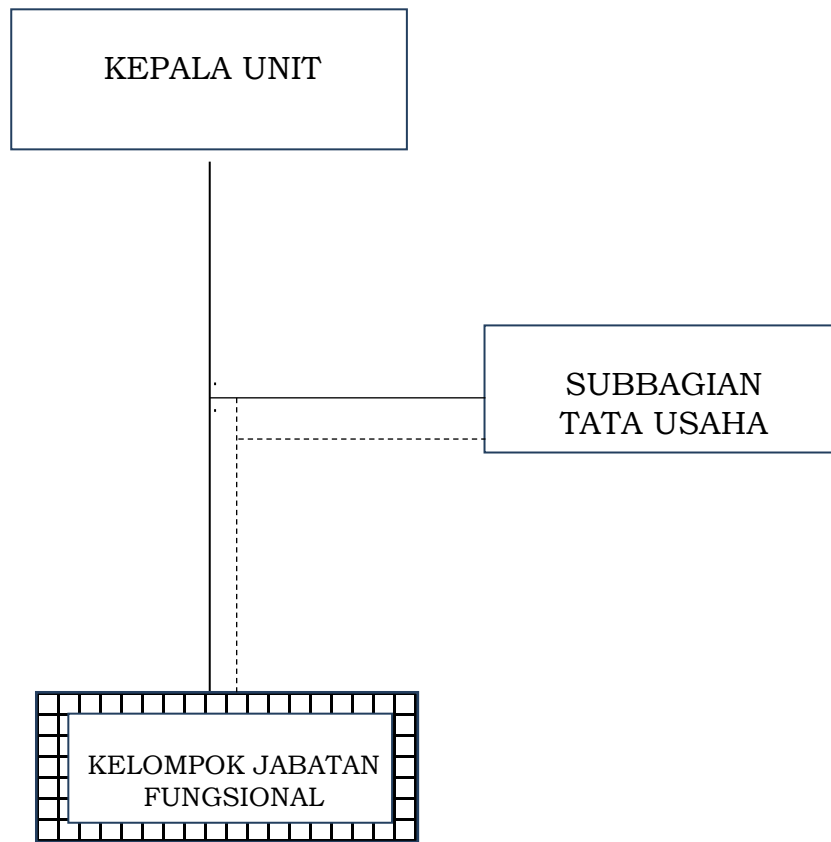 KEPALA UNIT
SUBBAGIAN
TATA USAHA
KELOMPOK JABATAN
FUNGSIONAL